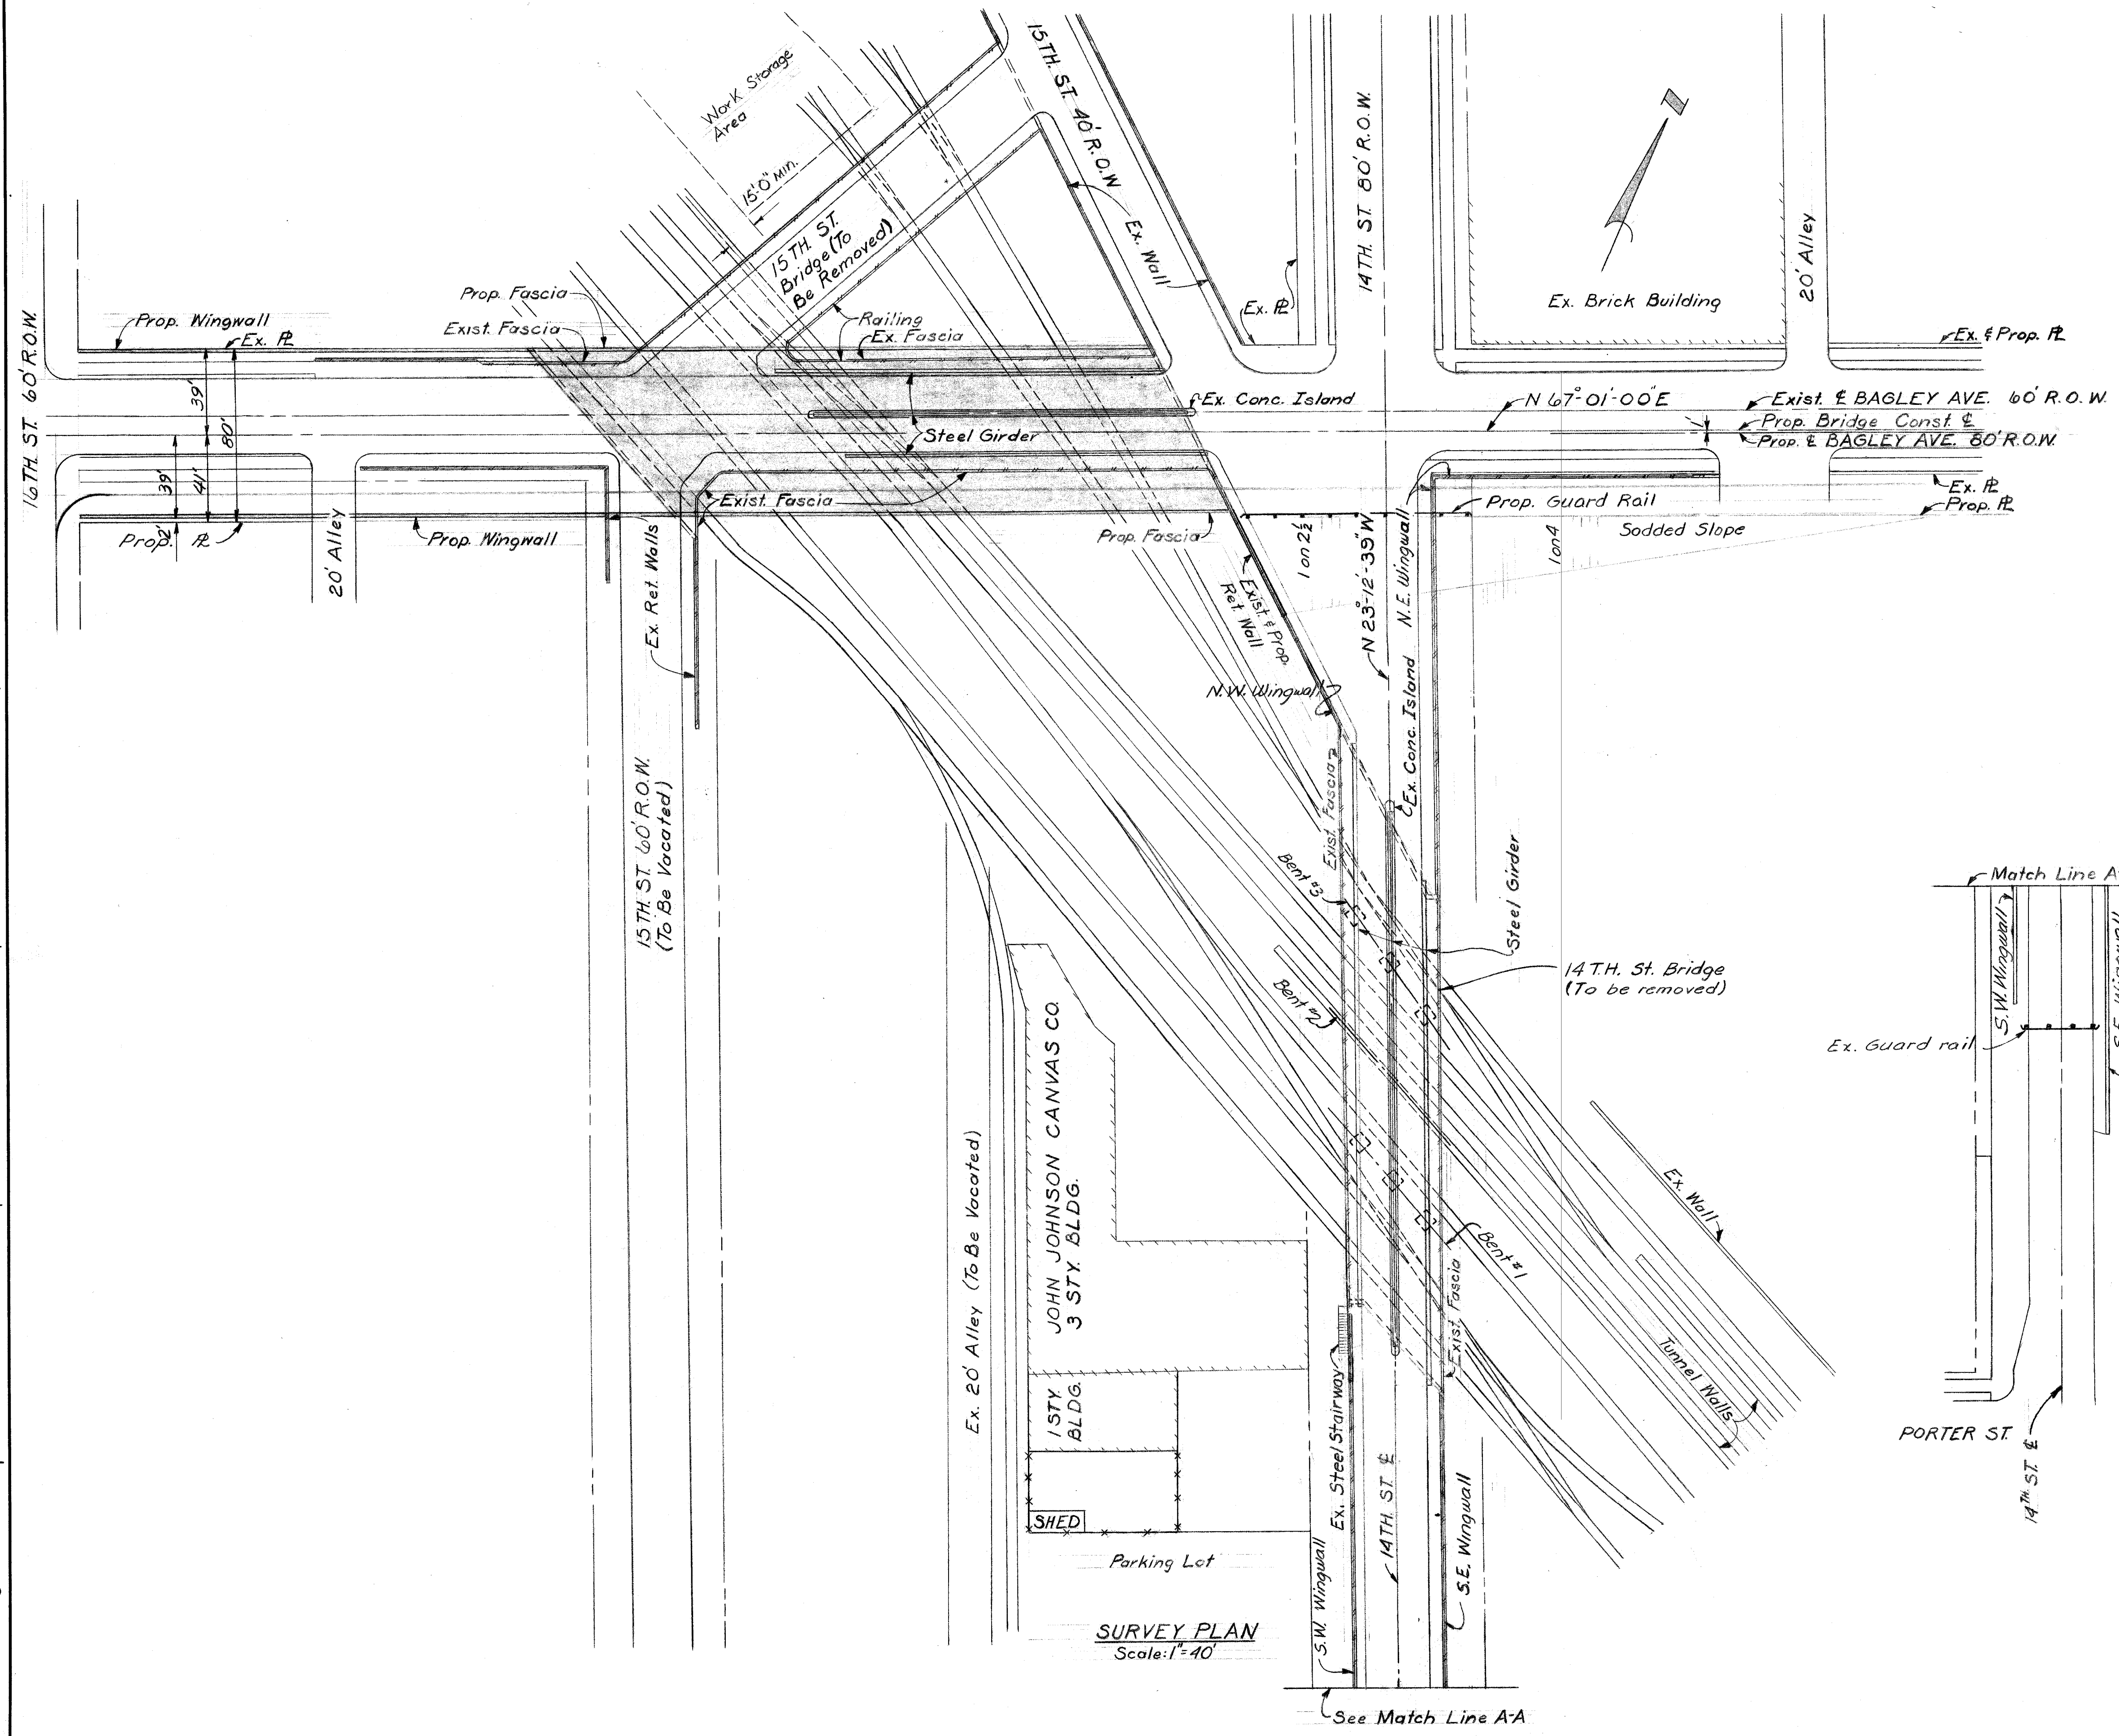 Work Storage
Area
15'-0" MIN.
15TH. ST. 40' R.O.W
14TH. ST. 80' R.O.W.
15TH. ST.
Bridge (To
Be Removed)
Ex. Wall
Ex. PL
Ex. Brick Building
20' Alley
16TH. ST. 60' R.O.W.
Prop. Wingwall
Ex. PL
Prop. Fascia
Exist. Fascia
Railing
Ex. Fascia
Ex. & Prop. PL
39'
80'
39'
41'
2'
Ex. Conc. Island
N 67°-01'-00" E
Exist. ℄ BAGLEY AVE. 60' R.O.W.
Prop. Bridge Const. ℄
Prop. ℄ BAGLEY AVE. 80' R.O.W.
Steel Girder
Exist. Fascia
Prop. PL
20' Alley
Prop. Wingwall
Ex. Ret. Walls
Prop. Fascia
1 on 2½
N 23°-12'-39" W
N.E. Wingwall
Prop. Guard Rail
1 on 4
Sodded Slope
Ex. PL
Prop. PL
Exist. & Prop.
Ret. Wall
N.W. Wingwall
Ex. Conc. Island
Exist. Fascia
15TH. ST. 60' R.O.W.
(To Be Vacated)
Bent #3
Steel Girder
Bent #2
14TH. St. Bridge
(To be removed)
Match Line A-
S.W. Wingwall
S.E. Wingwall
Ex. Guard rail
PORTER ST.
14TH. ST. ℄
Ex. 20' Alley (To Be Vacated)
JOHN JOHNSON CANVAS CO.
3 STY. BLDG.
1 STY.
BLDG.
SHED
Parking Lot
Ex. Wall
Bent #1
Exist. Fascia
Tunnel Walls
Ex. Steel Stairway
14TH. ST. ℄
S.W. Wingwall
S.E. Wingwall
SURVEY PLAN
Scale: 1"=40'
See Match Line A-A